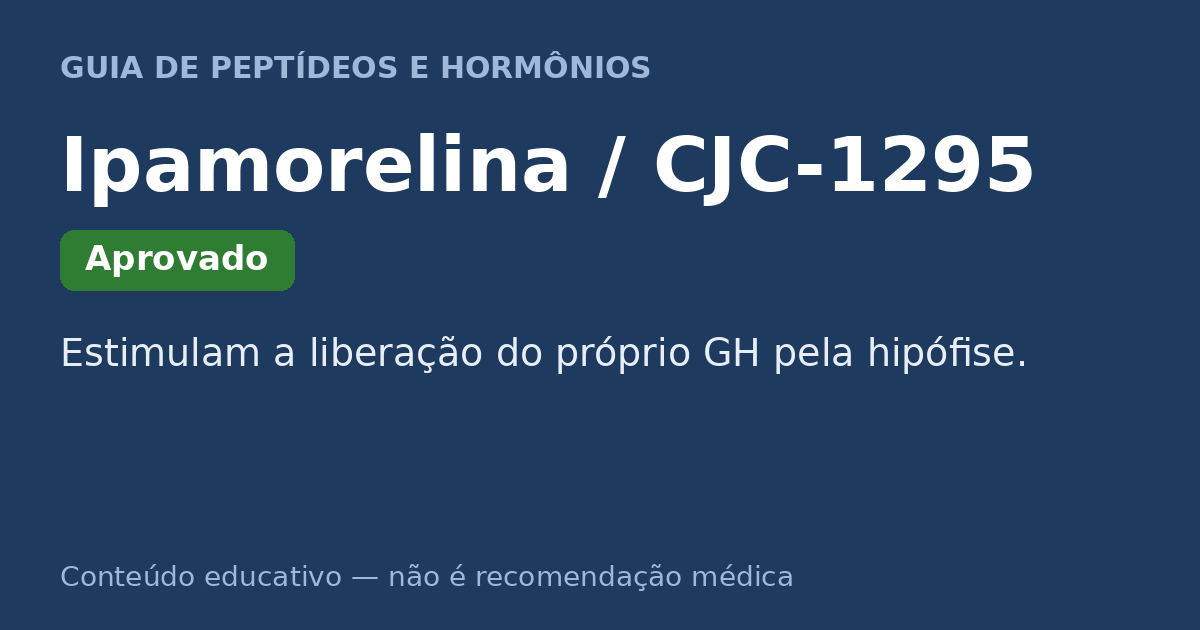 GUIA DE PEPTÍDEOS E HORMÔNIOS
Ipamorelina / CJC-1295
Aprovado
Estimulam a liberação do próprio GH pela hipófise.
Conteúdo educativo — não é recomendação médica